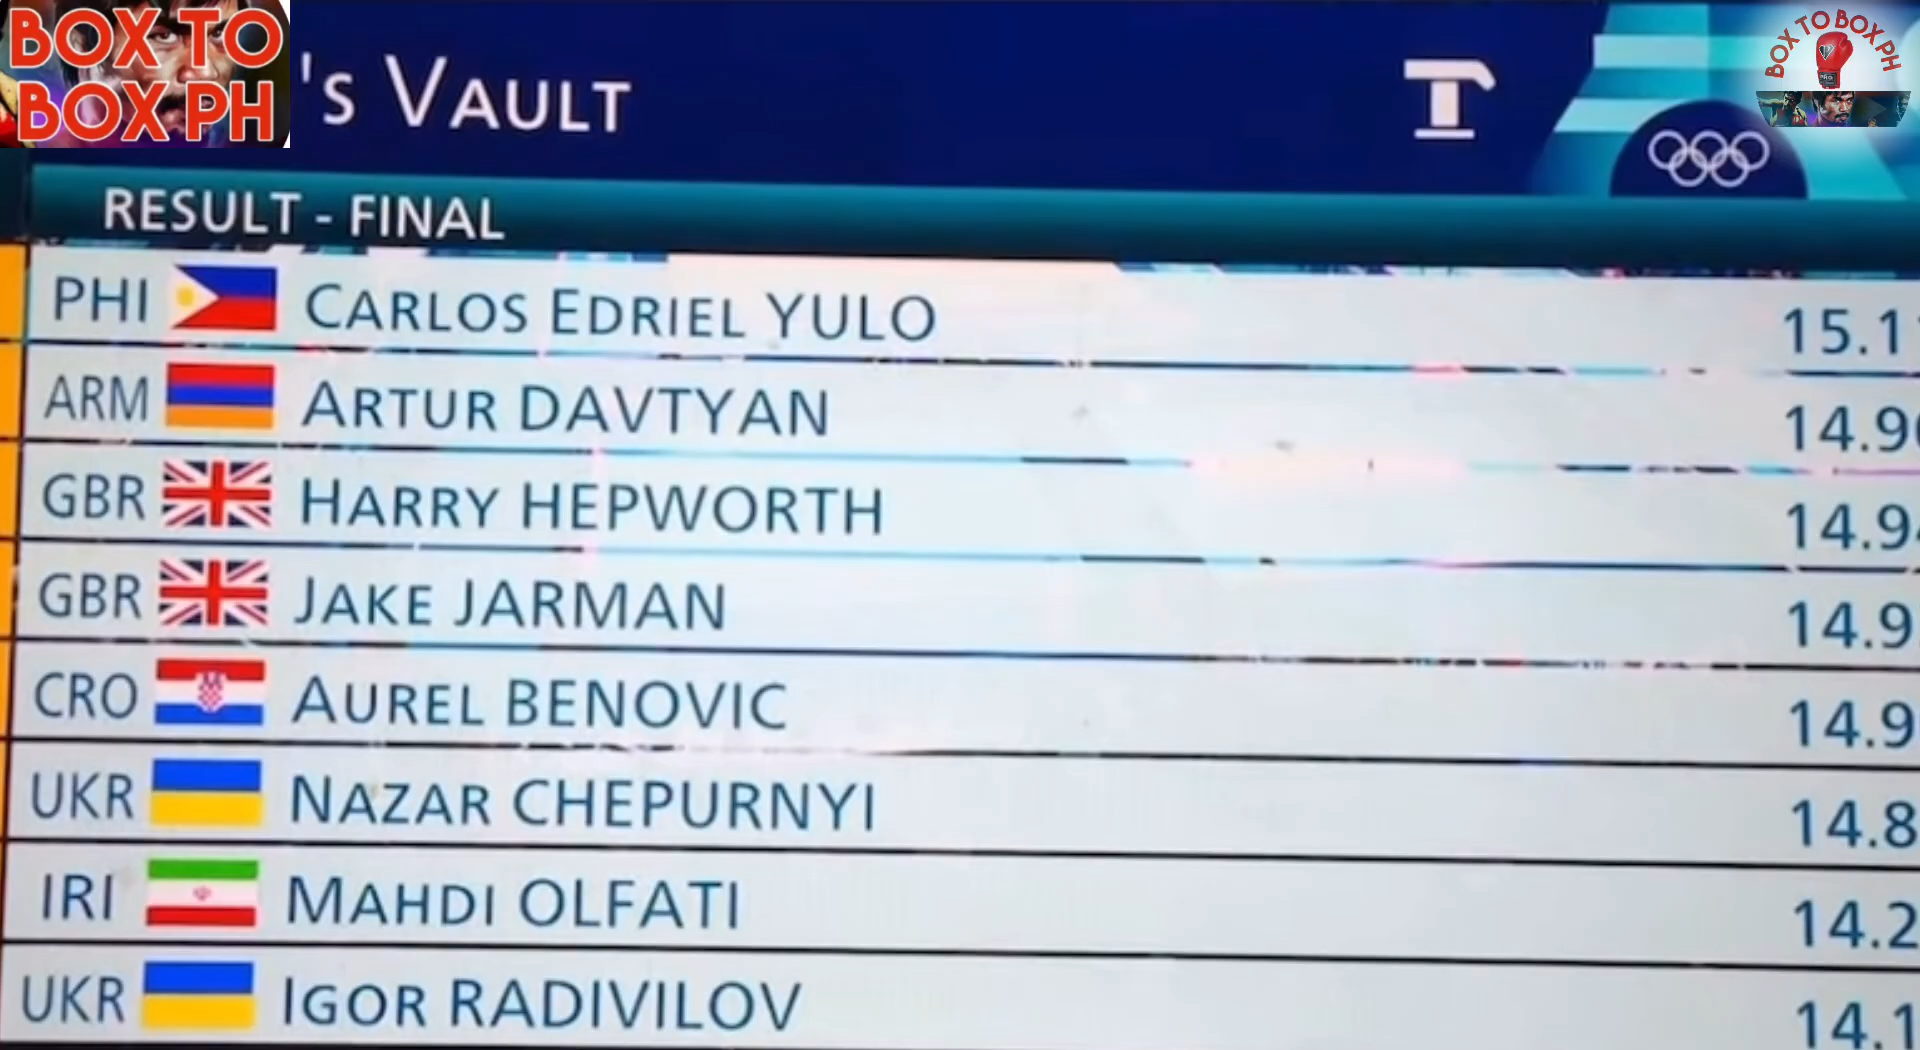 BOX TO
BOX PH
's VAULT
BOX TO BOX PH
RESULT - FINAL
PHI CARLOS EDRIEL YULO 15.1
ARM ARTUR DAVTYAN 14.9
GBR HARRY HEPWORTH 14.9
GBR JAKE JARMAN 14.9
CRO AUREL BENOVIC 14.9
UKR NAZAR CHEPURNYI 14.8
IRI MAHDI OLFATI 14.2
UKR IGOR RADIVILOV 14.1